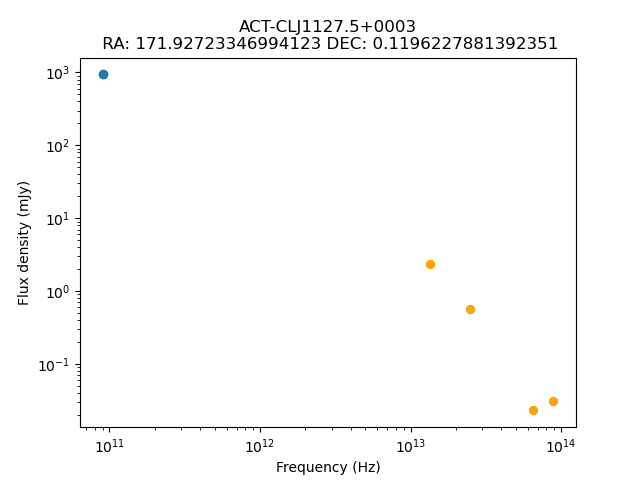 ACT-CLJ1127.5+0003
RA: 171.92723346994123 DEC: 0.1196227881392351
10³
10²
10¹
10⁰
10⁻¹
Flux density (mJy)
10¹¹
10¹²
10¹³
10¹⁴
Frequency (Hz)